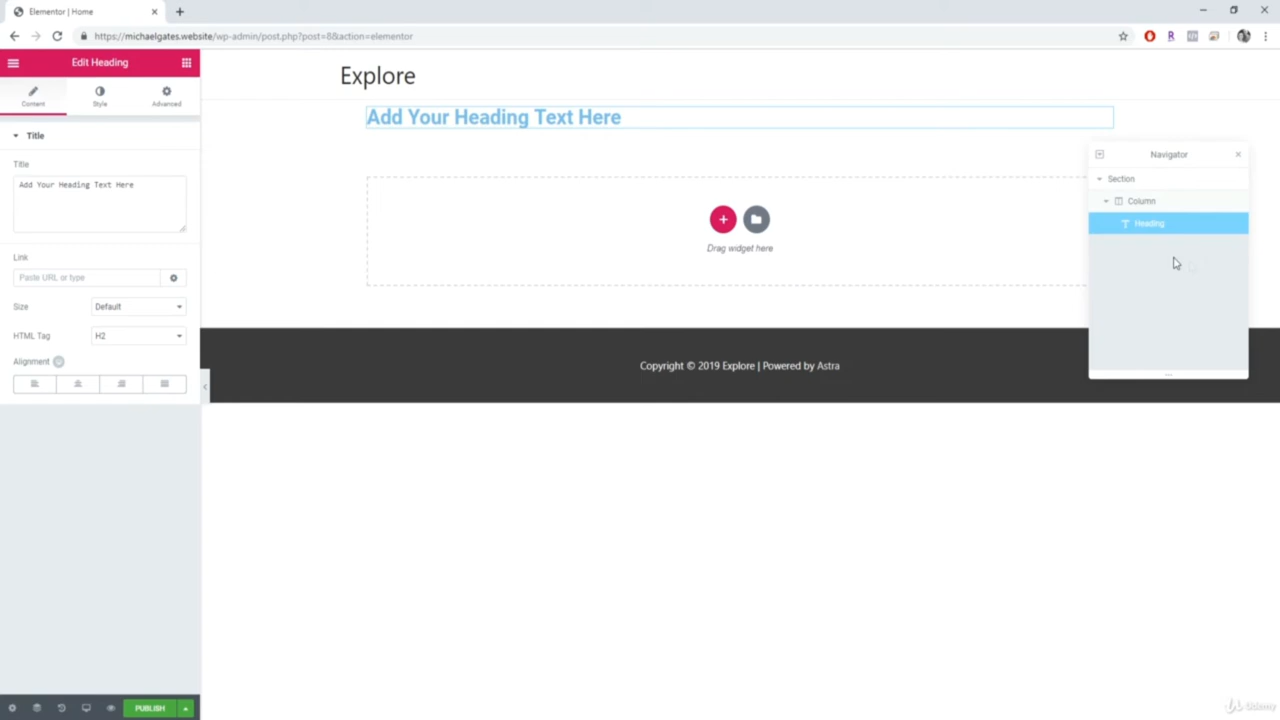 Elementor | Home
https://michaelgates.website/wp-admin/post.php?post=8&action=elementor
Edit Heading
Content
Style
Advanced
Title
Title
Add Your Heading Text Here
Link
Paste URL or type
Size
Default
HTML Tag
H2
Alignment
PUBLISH
Explore
Add Your Heading Text Here
Drag widget here
Copyright © 2019 Explore | Powered by Astra
Navigator
Section
Column
Heading
Udemy